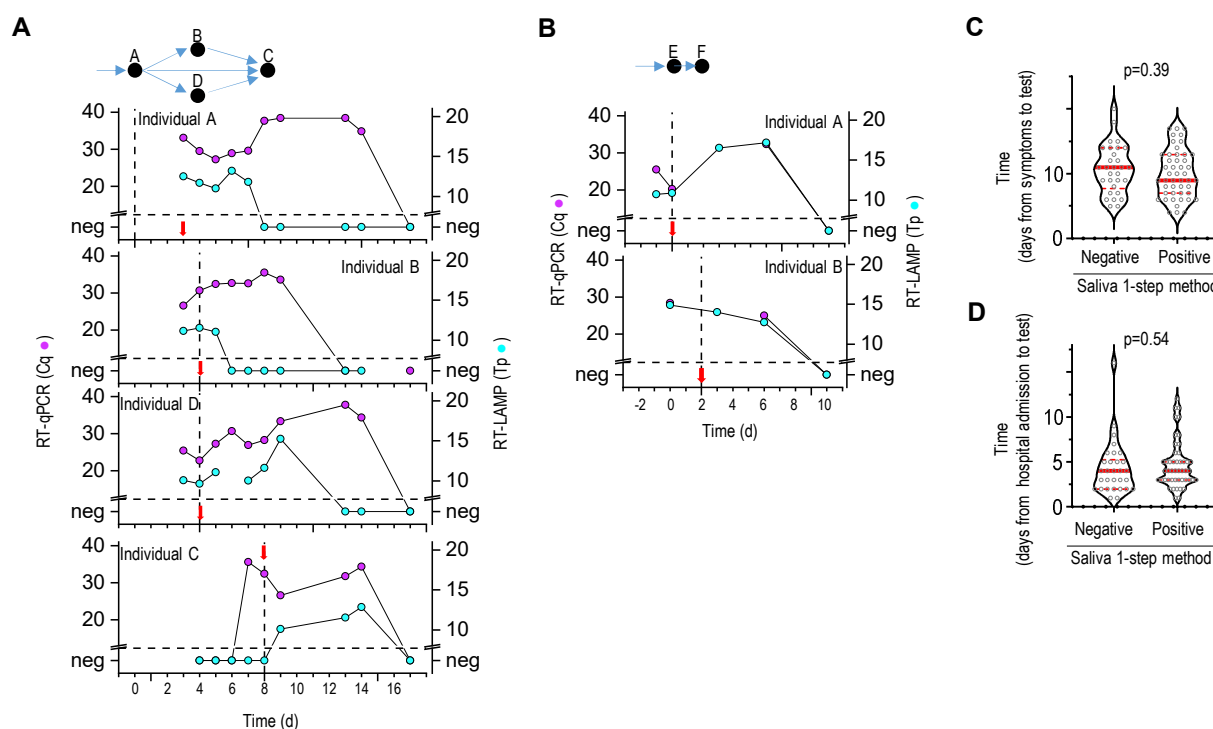 A
B
A
B
C
D
40
30
20
neg
Individual A
20
15
10
neg
40
30
20
neg
Individual B
20
15
10
neg
40
30
20
neg
Individual D
20
15
10
neg
40
30
20
neg
Individual C
20
15
10
neg
RT-qPCR (Cq )
RT-LAMP (Tp )
0 2 4 6 8 10 12 14 16
Time (d)
E F
40
30
20
neg
Individual A
20
15
10
neg
40
30
20
neg
Individual B
20
15
10
neg
RT-qPCR (Cq )
RT-LAMP (Tp )
-2 0 2 4 6 8 10
Time (d)
C
p=0.39
Time
(days from symptoms to test)
20
10
0
Negative Positive
Saliva 1-step method
D
p=0.54
Time
(days from hospital admission to test)
15
10
5
0
Negative Positive
Saliva 1-step method